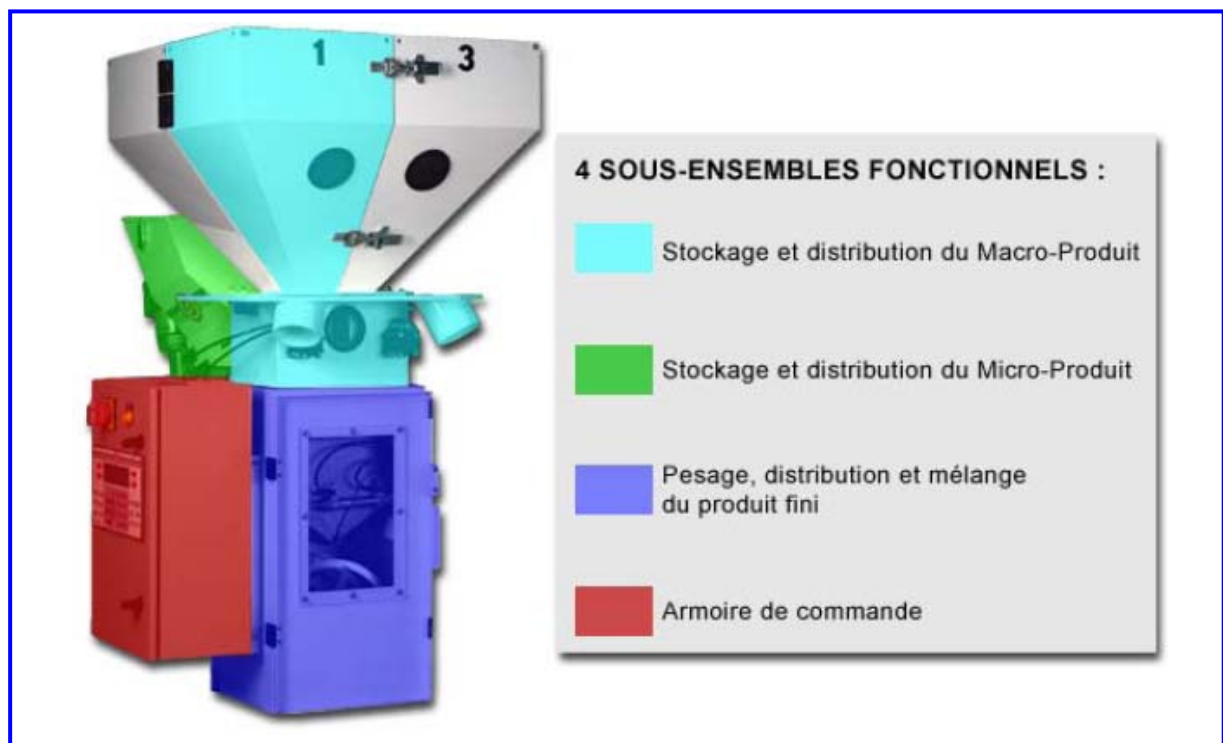 1
3
4 SOUS-ENSEMBLES FONCTIONNELS :
Stockage et distribution du Macro-Produit
Stockage et distribution du Micro-Produit
Pesage, distribution et mélange
du produit fini
Armoire de commande